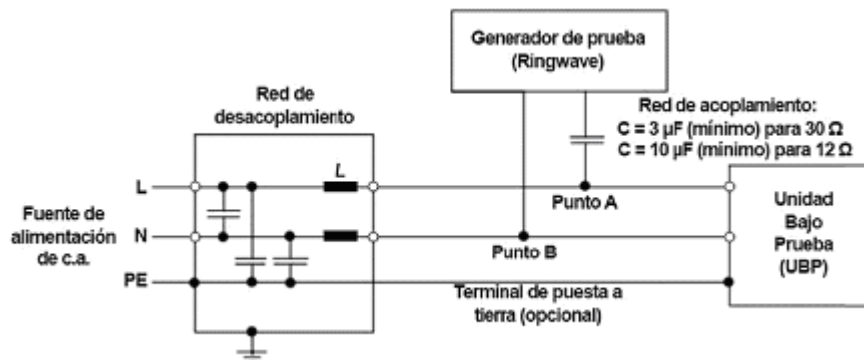 Generador de prueba
(Ringwave)
Red de
desacoplamiento
Red de acoplamiento:
C = 3 µF (mínimo) para 30 Ω
C = 10 µF (mínimo) para 12 Ω
L
L
Punto A
Fuente de
alimentación
de c.a.
N
Punto B
Unidad
Bajo
Prueba
(UBP)
PE
Terminal de puesta a
tierra (opcional)